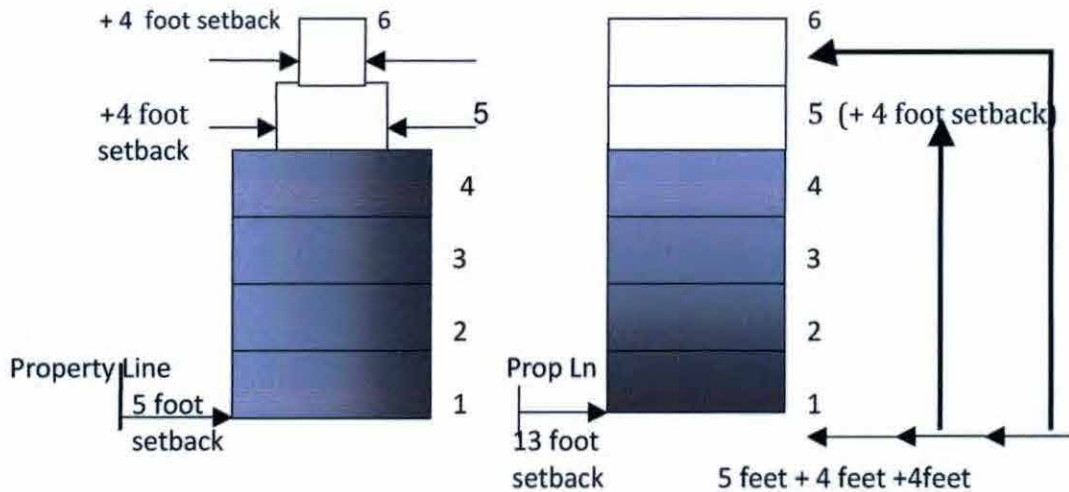 + 4 foot setback
6
+4 foot
setback
5
4
3
2
Property Line
5 foot
setback
1
6
5 (+ 4 foot setback)
4
3
2
Prop Ln
1
13 foot
setback
5 feet + 4 feet +4feet